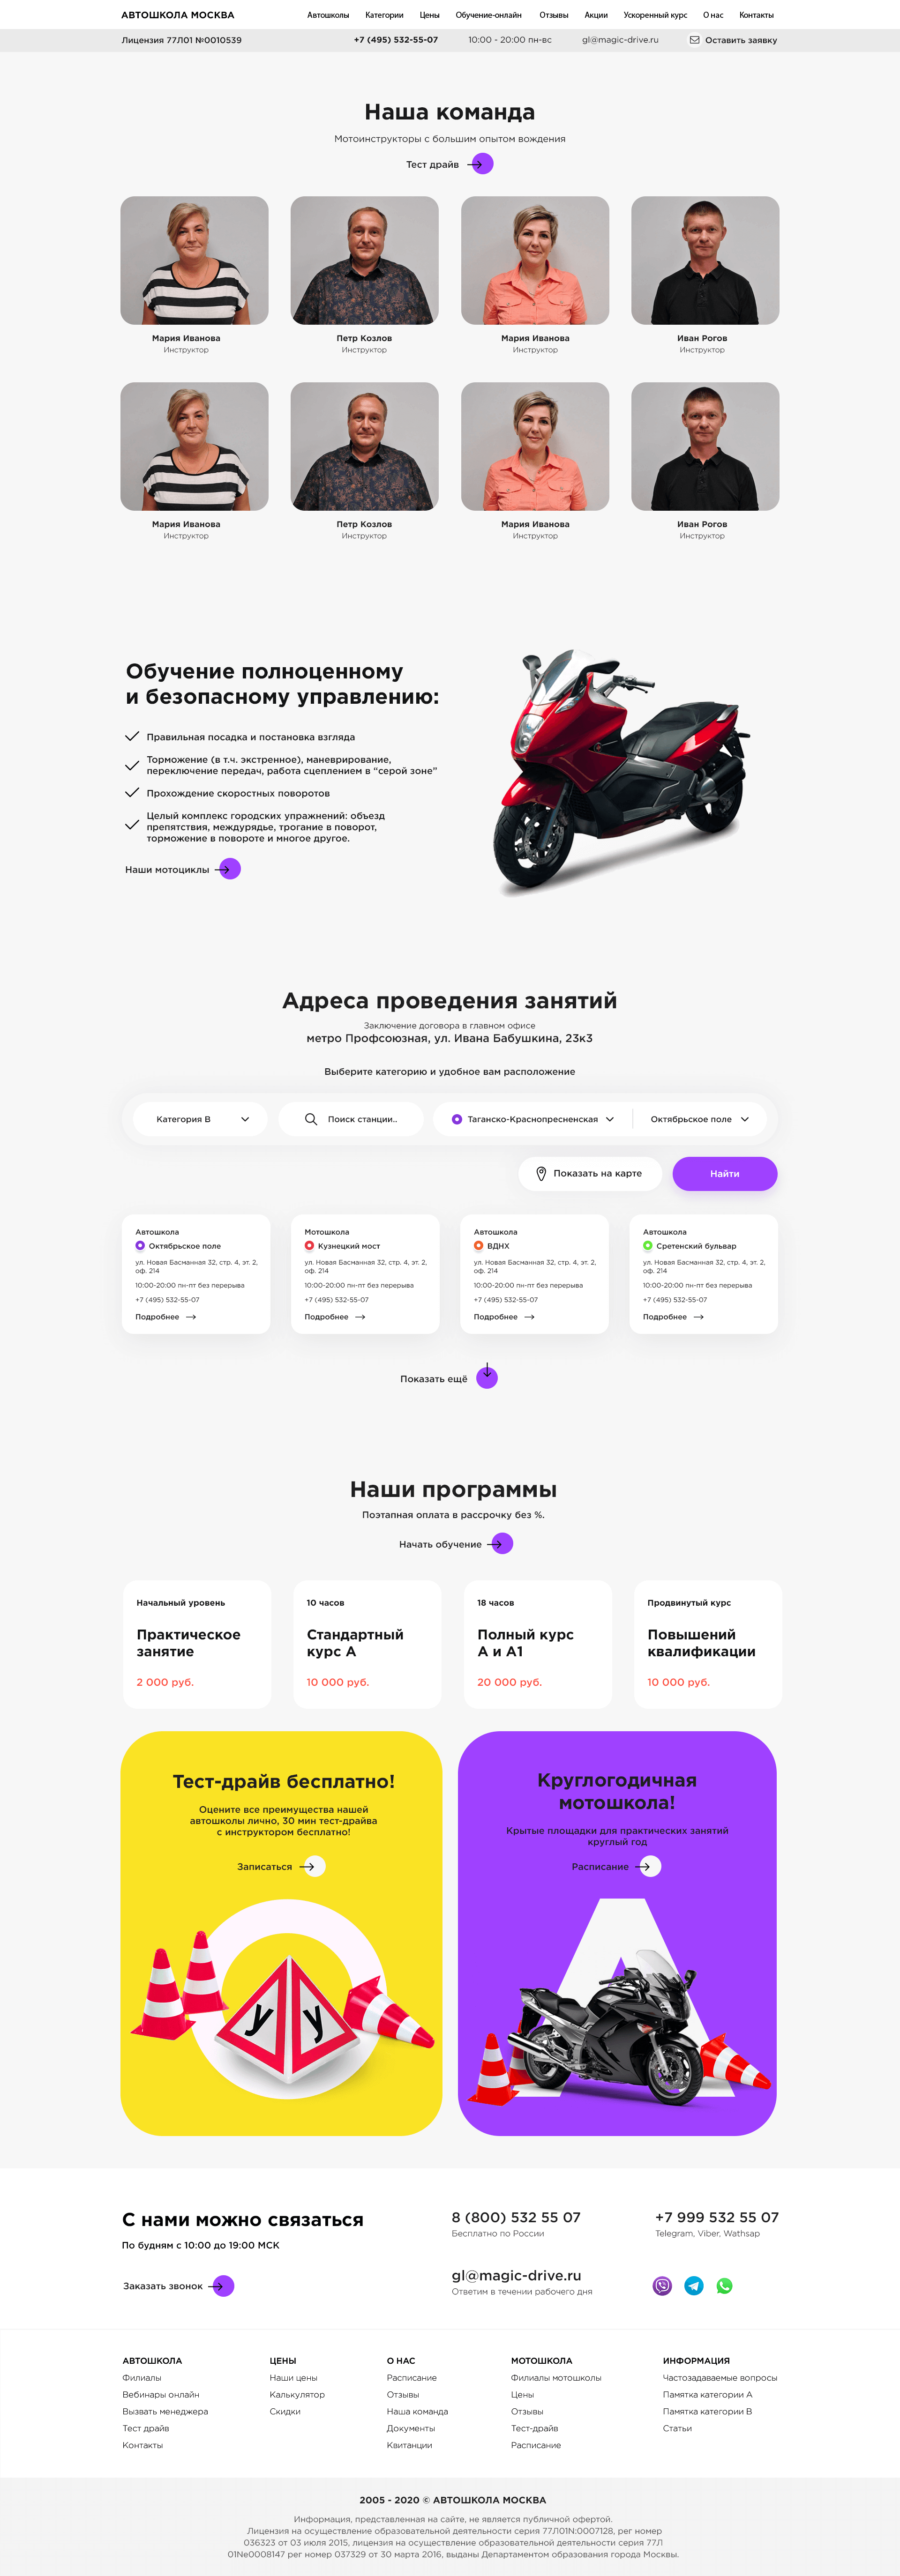 АВТОШКОЛА МОСКВА
Автошколы Категории Цены Обучение-онлайн Отзывы Акции Ускоренный курс О нас Контакты
Лицензия 77Л01 №0010539 +7 (495) 532-55-07 10:00 - 20:00 пн-вс gl@magic-drive.ru Оставить заявку
Наша команда
Мотоинструкторы с большим опытом вождения
Тест драйв
Мария Иванова Петр Козлов Мария Иванова Иван Рогов
Инструктор Инструктор Инструктор Инструктор
Мария Иванова Петр Козлов Мария Иванова Иван Рогов
Инструктор Инструктор Инструктор Инструктор
Обучение полноценному
и безопасному управлению:
Правильная посадка и постановка взгляда
Торможение (в т.ч. экстренное), маневрирование,
переключение передач, работа сцеплением в “серой зоне”
Прохождение скоростных поворотов
Целый комплекс городских упражнений: объезд
препятствия, междурядье, трогание в поворот,
торможение в повороте и многое другое.
Наши мотоциклы
Адреса проведения занятий
Заключение договора в главном офисе
метро Профсоюзная, ул. Ивана Бабушкина, 23к3
Выберите категорию и удобное вам расположение
Категория B Поиск станции.. Таганско-Краснопресненская Октябрьское поле
Показать на карте Найти
Автошкола
Октябрьское поле
ул. Новая Басманная 32, стр. 4, эт. 2,
оф. 214
10:00-20:00 пн-пт без перерыва
+7 (495) 532-55-07
Подробнее
Мотошкола
Кузнецкий мост
ул. Новая Басманная 32, стр. 4, эт. 2,
оф. 214
10:00-20:00 пн-пт без перерыва
+7 (495) 532-55-07
Подробнее
Автошкола
ВДНХ
ул. Новая Басманная 32, стр. 4, эт. 2,
оф. 214
10:00-20:00 пн-пт без перерыва
+7 (495) 532-55-07
Подробнее
Автошкола
Сретенский бульвар
ул. Новая Басманная 32, стр. 4, эт. 2,
оф. 214
10:00-20:00 пн-пт без перерыва
+7 (495) 532-55-07
Подробнее
Показать ещё
Наши программы
Поэтапная оплата в рассрочку без %.
Начать обучение
Начальный уровень
Практическое
занятие
2 000 руб.
10 часов
Стандартный
курс А
10 000 руб.
18 часов
Полный курс
А и А1
20 000 руб.
Продвинутый курс
Повышений
квалификации
10 000 руб.
Тест-драйв бесплатно!
Оцените все преимущества нашей
автошколы лично, 30 мин тест-драйва
с инструктором бесплатно!
Записаться
У У
Круглогодичная
мотошкола!
Крытые площадки для практических занятий
круглый год
Расписание
А
С нами можно связаться
По будням с 10:00 до 19:00 МСК
Заказать звонок
8 (800) 532 55 07
Бесплатно по России
+7 999 532 55 07
Telegram, Viber, Wathsap
gl@magic-drive.ru
Ответим в течении рабочего дня
АВТОШКОЛА
Филиалы
Вебинары онлайн
Вызвать менеджера
Тест драйв
Контакты
ЦЕНЫ
Наши цены
Калькулятор
Скидки
О НАС
Расписание
Отзывы
Наша команда
Документы
Квитанции
МОТОШКОЛА
Филиалы мотошколы
Цены
Отзывы
Тест-драйв
Расписание
ИНФОРМАЦИЯ
Частозадаваемые вопросы
Памятка категории А
Памятка категории В
Статьи
2005 - 2020 © АВТОШКОЛА МОСКВА
Информация, представленная на сайте, не является публичной офертой.
Лицензия на осуществление образовательной деятельности серия 77Л01N:0007128, рег номер
036323 от 03 июля 2015, лицензия на осуществление образовательной деятельности серия 77Л
01Ne0008147 рег номер 037329 от 30 марта 2016, выданы Департаментом образования города Москвы.